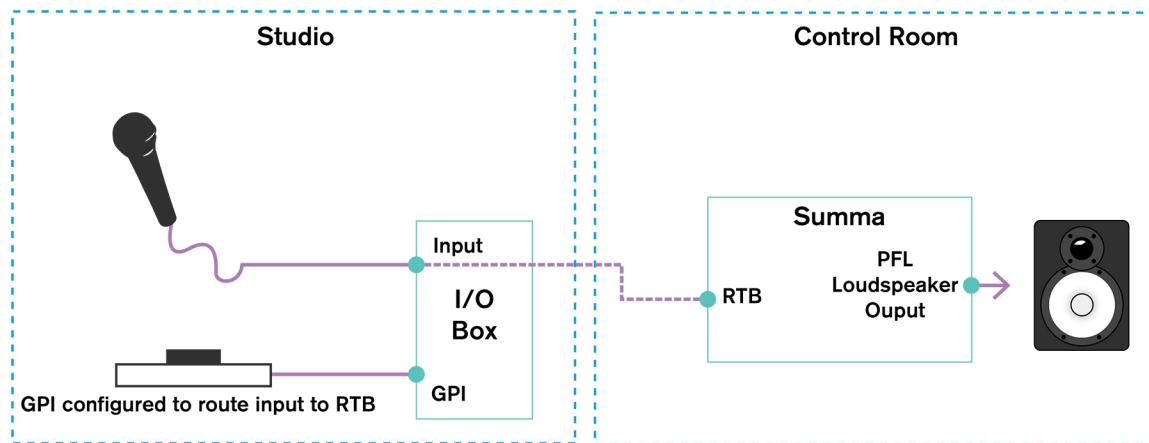 Studio
Control Room
Input
I/O
Box
GPI
GPI configured to route input to RTB
Summa
RTB
PFL
Loudspeaker
Ouput